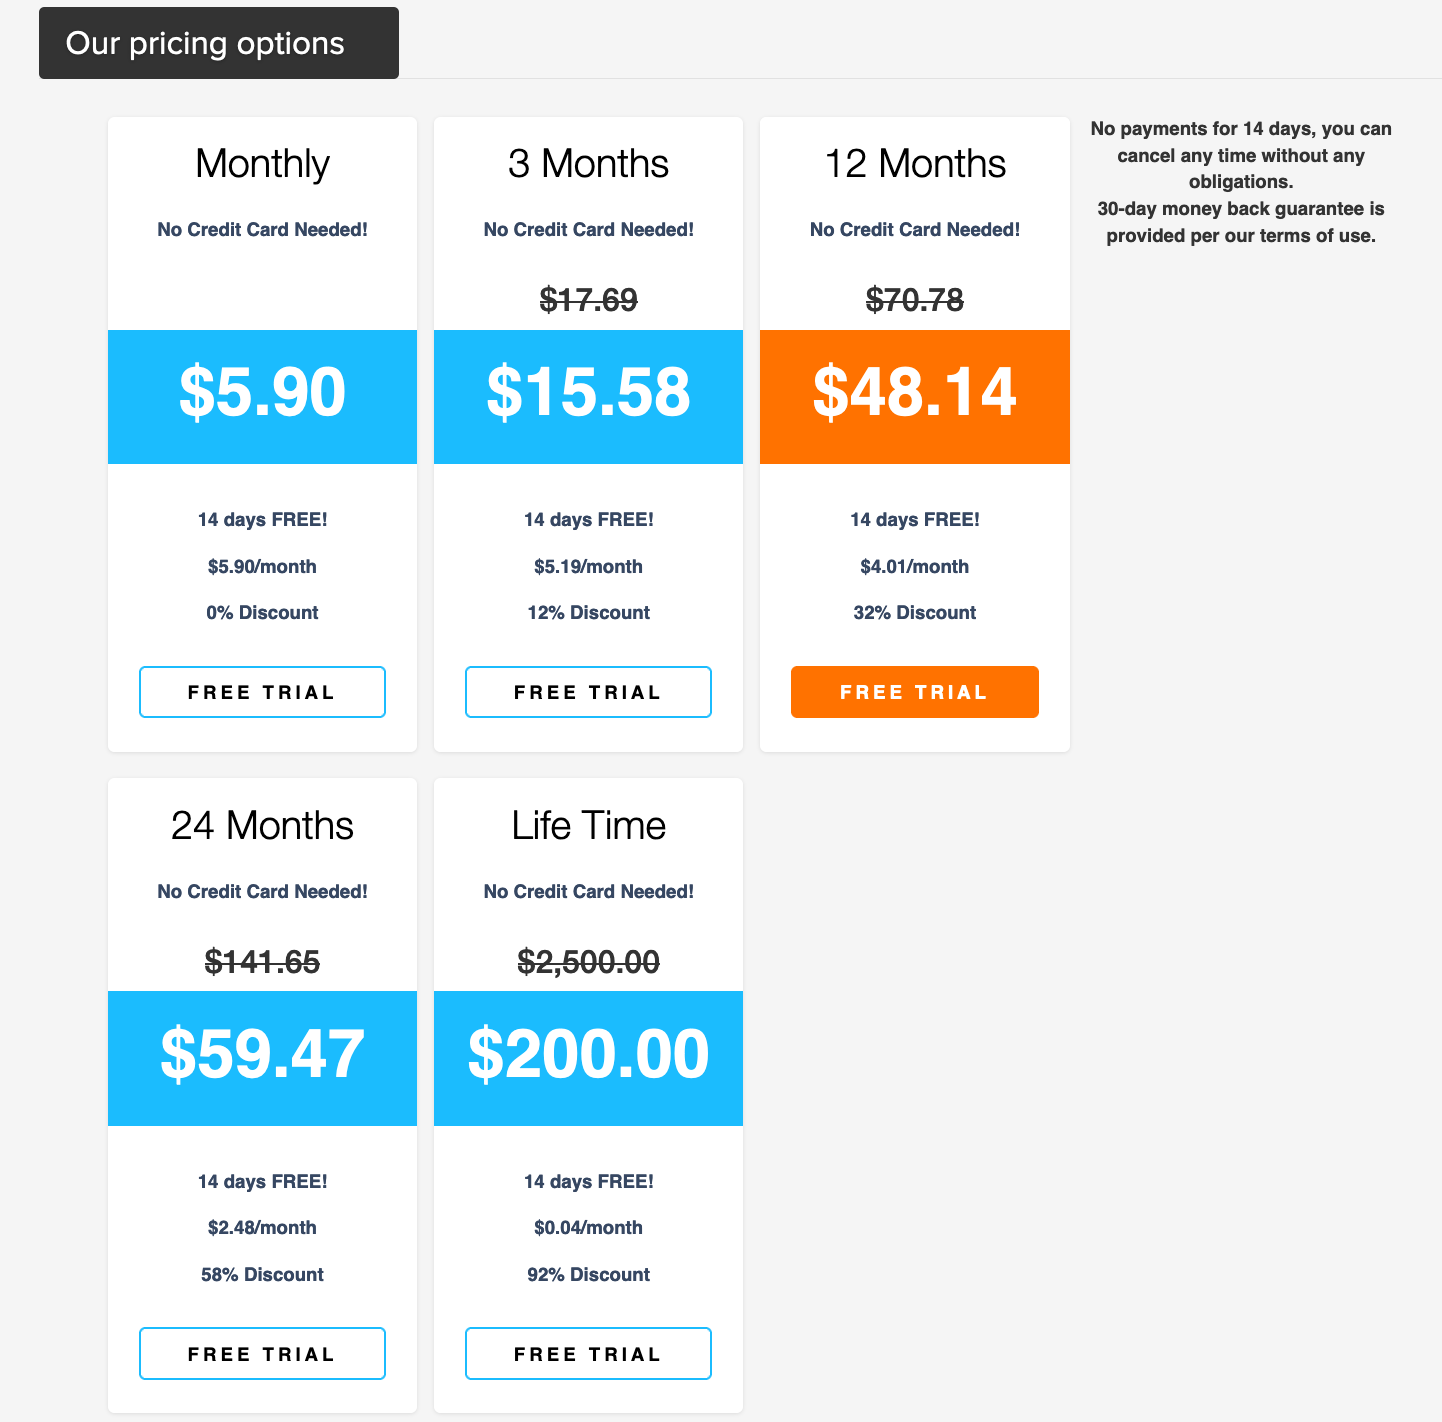 Our pricing options
Monthly
No Credit Card Needed!
$5.90
14 days FREE!
$5.90/month
0% Discount
FREE TRIAL
3 Months
No Credit Card Needed!
$17.69
$15.58
14 days FREE!
$5.19/month
12% Discount
FREE TRIAL
12 Months
No Credit Card Needed!
$70.78
$48.14
14 days FREE!
$4.01/month
32% Discount
FREE TRIAL
No payments for 14 days, you can
cancel any time without any
obligations.
30-day money back guarantee is
provided per our terms of use.
24 Months
No Credit Card Needed!
$141.65
$59.47
14 days FREE!
$2.48/month
58% Discount
FREE TRIAL
Life Time
No Credit Card Needed!
$2,500.00
$200.00
14 days FREE!
$0.04/month
92% Discount
FREE TRIAL